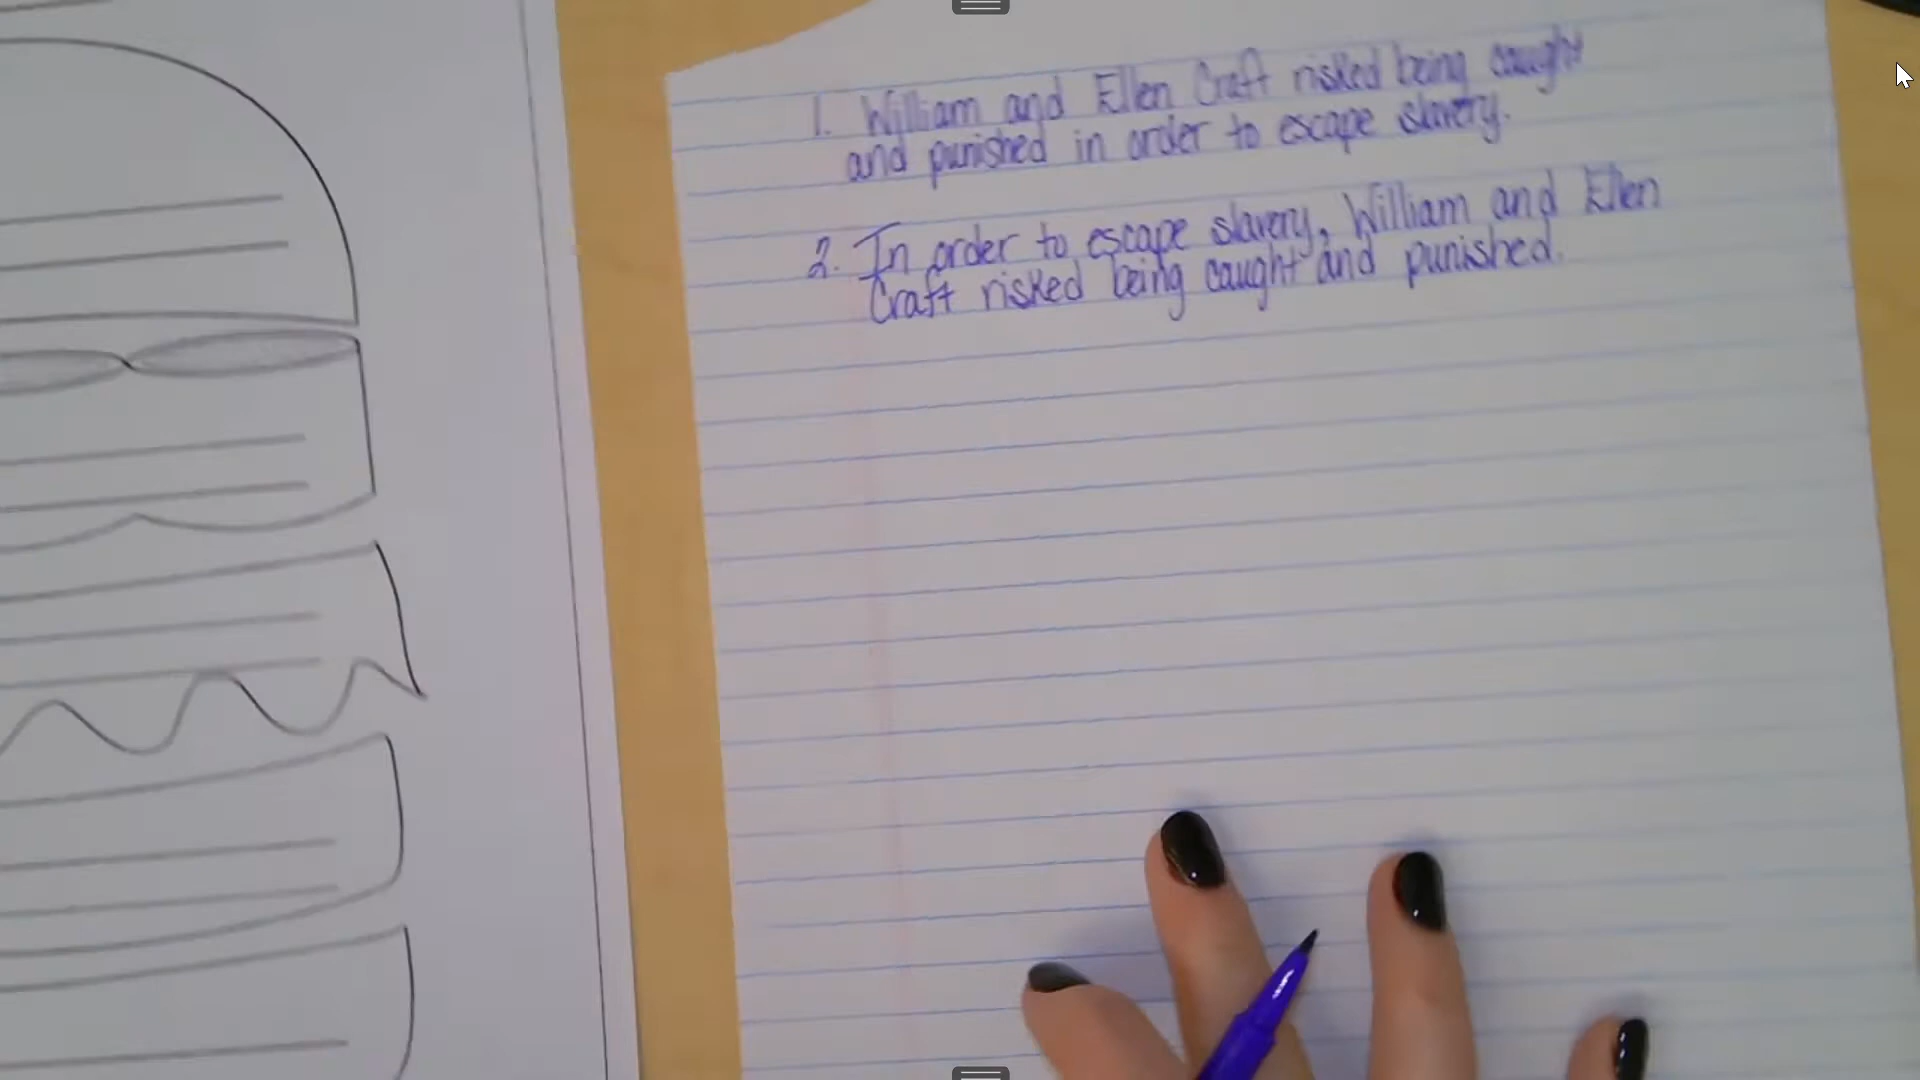 1. William and Ellen Craft risked being caught
and punished in order to escape slavery.
2. In order to escape slavery, William and Ellen
Craft risked being caught and punished.